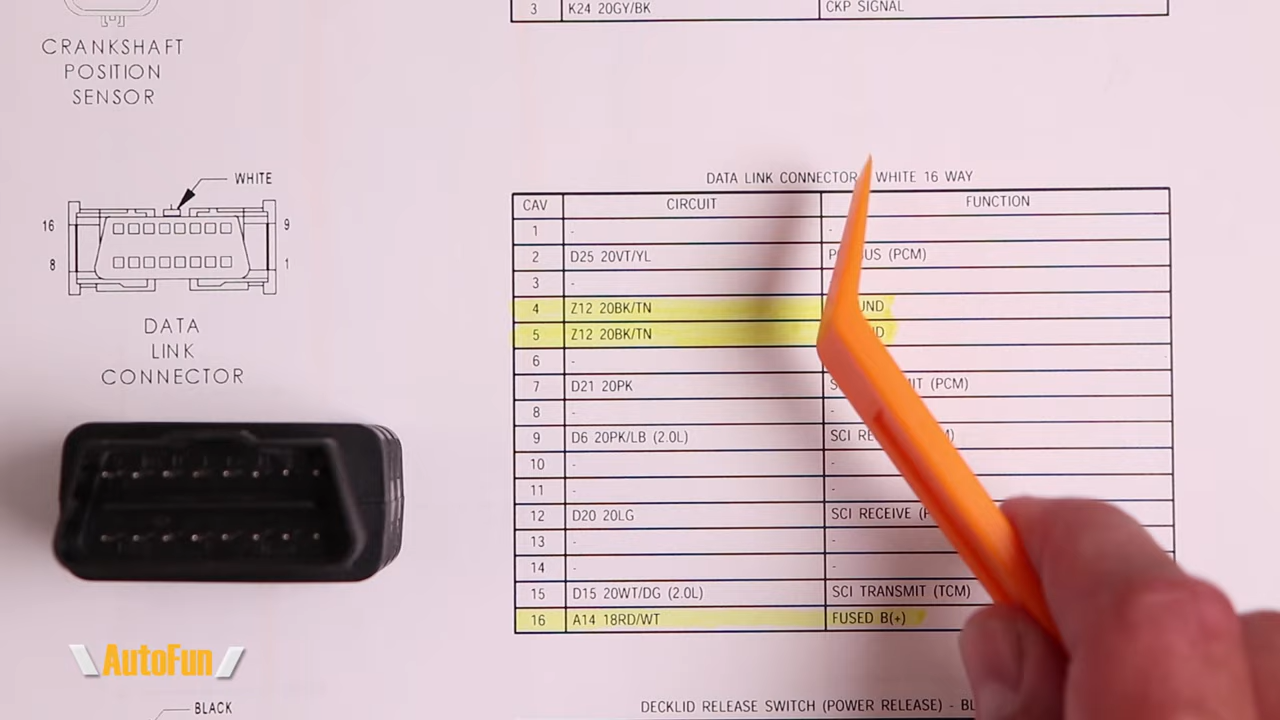 3 K24 20GY/BK CKP SIGNAL
CRANKSHAFT
POSITION
SENSOR
WHITE
16 9
8 1
DATA
LINK
CONNECTOR
DATA LINK CONNECTOR WHITE 16 WAY
CAV CIRCUIT FUNCTION
1 - -
2 D25 20VT/YL (PCM)
3 - -
4 Z12 20BK/TN
5 Z12 20BK/TN
6 -
7 D21 20PK (PCM)
8 -
9 D6 20PK/LB (2.0L) SCI
10 - -
11 - -
12 D20 20LG SCI RECEIVE
13 - -
14 - -
15 D15 20WT/DG (2.0L) SCI TRANSMIT (TCM)
16 A14 18RD/WT FUSED B(+)
AutoFun
BLACK
DECKLID RELEASE SWITCH (POWER RELEASE) -